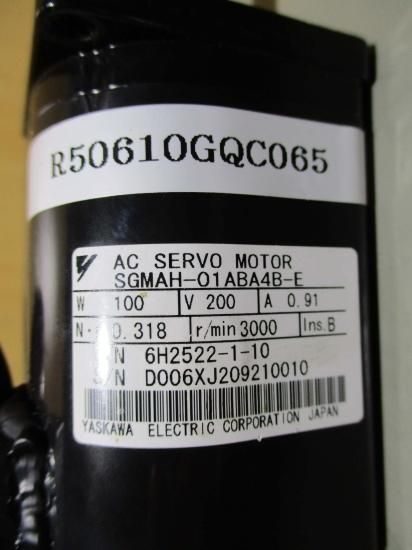 R50610GQC065
AC SERVO MOTOR
SGMAH-01ABA4B-E
W 100 V 200 A 0.91
N· 0.318 r/min 3000 Ins.B
N 6H2522-1-10
S/N D006XJ209210010
YASKAWA ELECTRIC CORPORATION JAPAN